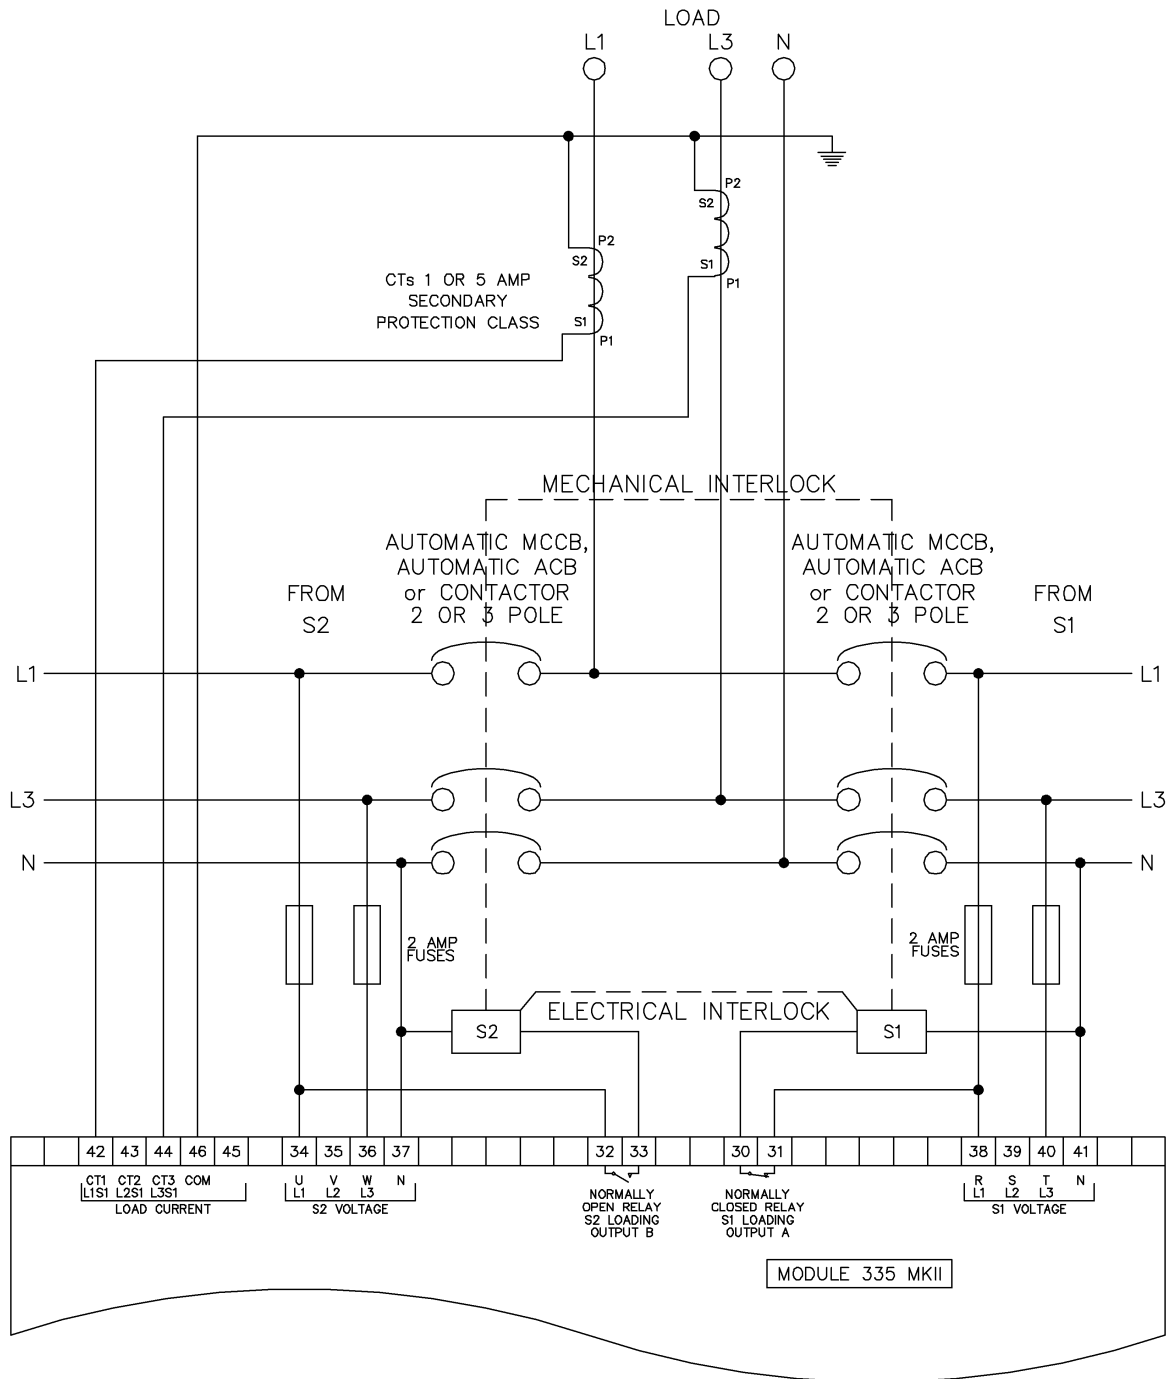 LOAD
L1 L3 N
P2
S2
P2
S1
S2
P1
CTs 1 OR 5 AMP
SECONDARY
PROTECTION CLASS
S1
P1
MECHANICAL INTERLOCK
AUTOMATIC MCCB,
AUTOMATIC ACB
or CONTACTOR
2 OR 3 POLE
AUTOMATIC MCCB,
AUTOMATIC ACB
or CONTACTOR
2 OR 3 POLE
FROM
S2
FROM
S1
L1 L1
L3 L3
N N
2 AMP
FUSES
2 AMP
FUSES
ELECTRICAL INTERLOCK
S2 S1
42 43 44 46 45 34 35 36 37 32 33 30 31 38 39 40 41
CT1 CT2 CT3 COM
L1S1 L2S1 L3S1
LOAD CURRENT
U V W N
L1 L2 L3
S2 VOLTAGE
NORMALLY
OPEN RELAY
S2 LOADING
OUTPUT B
NORMALLY
CLOSED RELAY
S1 LOADING
OUTPUT A
R S T N
L1 L2 L3
S1 VOLTAGE
MODULE 335 MKII